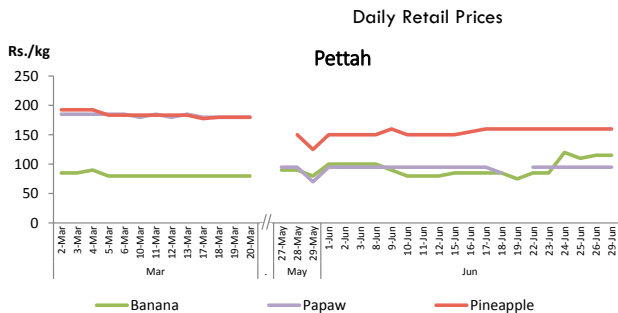 Daily Retail Prices
Rs./kg
Pettah
250
200
150
100
50
0
2-Mar 3-Mar 4-Mar 5-Mar 6-Mar 10-Mar 11-Mar 12-Mar 13-Mar 17-Mar 18-Mar 19-Mar 20-Mar // 27-May 28-May 29-May 1-Jun 2-Jun 3-Jun 8-Jun 9-Jun 10-Jun 11-Jun 12-Jun 15-Jun 16-Jun 17-Jun 18-Jun 19-Jun 22-Jun 23-Jun 24-Jun 25-Jun 26-Jun 29-Jun
Mar . May Jun
Banana Papaw Pineapple